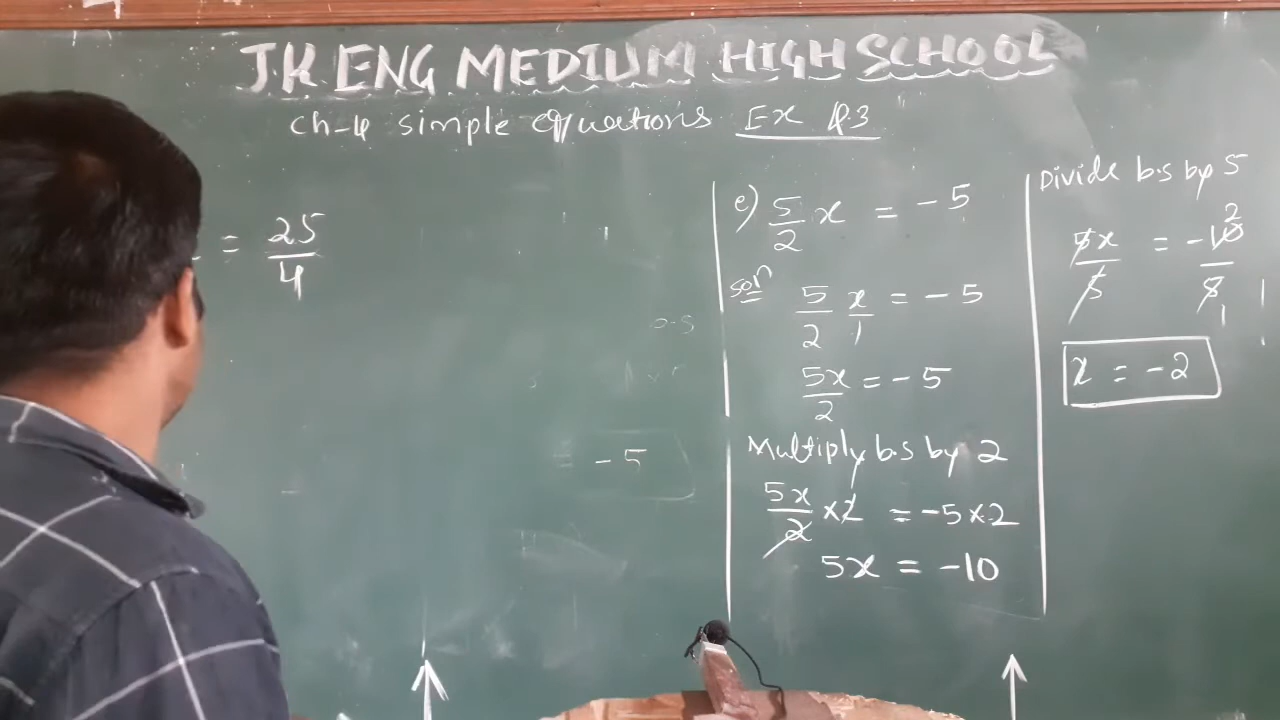 J.K ENG MEDIUM HIGH SCHOOL
ch-4 simple equations Ex 4.3
= 25/4
= -5
e) 5/2 x = -5
Soln 5/2 x/1 = -5
5x/2 = -5
Multiply b.s by 2
5x/2 × 2 = -5 × 2
5x = -10
Divide b.s by 5
2
5x/5 = -10/5
1
x = -2